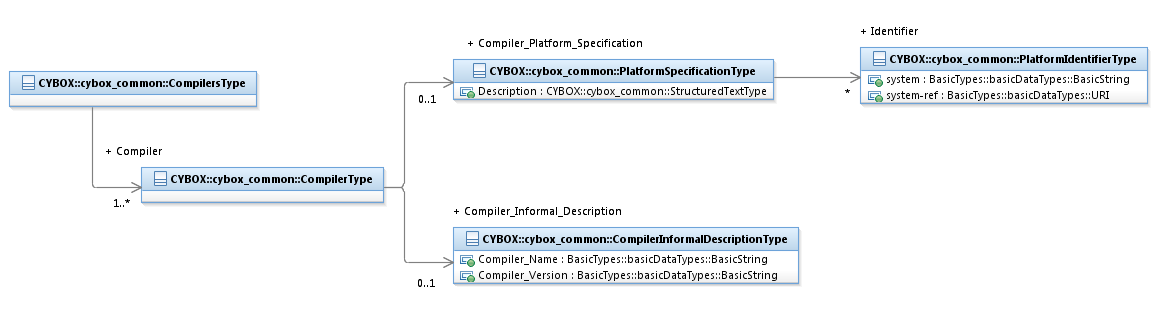 + Identifier
+ Compiler_Platform_Specification
CYBOX::cybox_common::PlatformIdentifierType
system : BasicTypes::basicDataTypes::BasicString
system-ref : BasicTypes::basicDataTypes::URI
*
CYBOX::cybox_common::PlatformSpecificationType
Description : CYBOX::cybox_common::StructuredTextType
0..1
CYBOX::cybox_common::CompilersType
+ Compiler
CYBOX::cybox_common::CompilerType
1..*
+ Compiler_Informal_Description
CYBOX::cybox_common::CompilerInformalDescriptionType
Compiler_Name : BasicTypes::basicDataTypes::BasicString
Compiler_Version : BasicTypes::basicDataTypes::BasicString
0..1